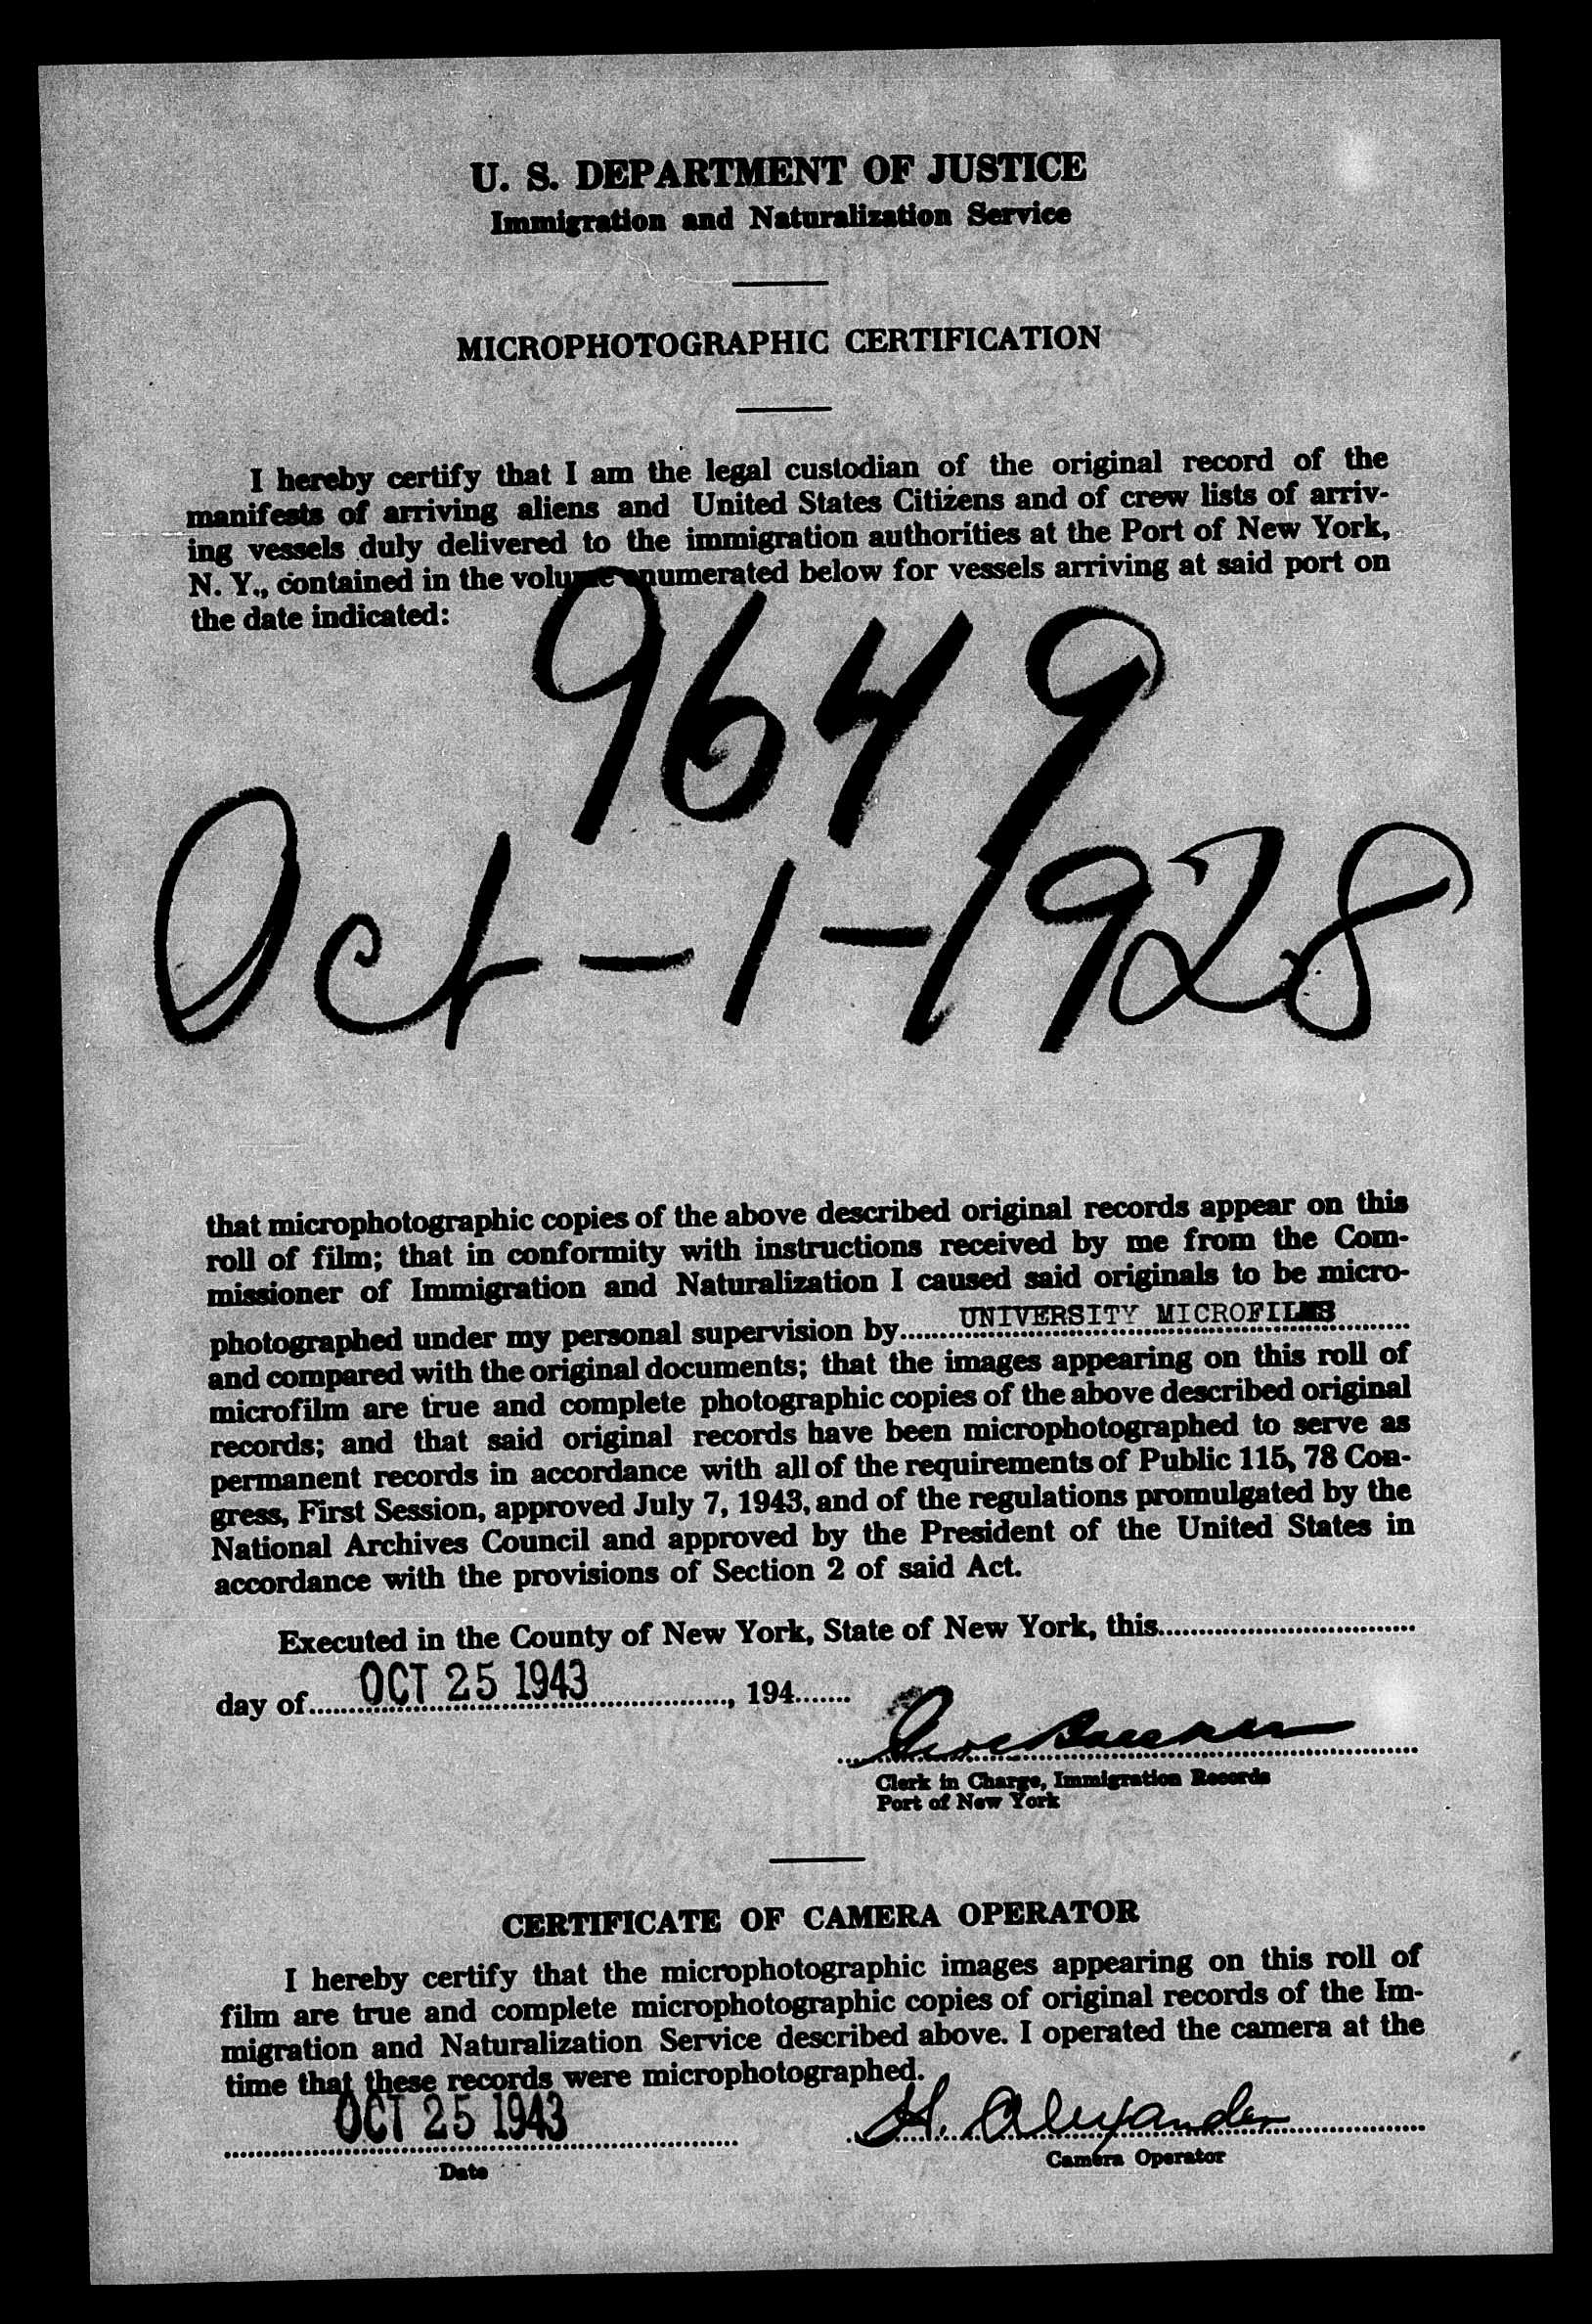 U. S. DEPARTMENT OF JUSTICE
Immigration and Naturalization Service
MICROPHOTOGRAPHIC CERTIFICATION
I hereby certify that I am the legal custodian of the original record of the
manifests of arriving aliens and United States Citizens and of crew lists of arriv-
ing vessels duly delivered to the immigration authorities at the Port of New York,
N. Y., contained in the volume enumerated below for vessels arriving at said port on
the date indicated:
9649
Oct - 1 - 1928
that microphotographic copies of the above described original records appear on this
roll of film; that in conformity with instructions received by me from the Com-
missioner of Immigration and Naturalization I caused said originals to be micro-
photographed under my personal supervision by UNIVERSITY MICROFILMS
and compared with the original documents; that the images appearing on this roll of
microfilm are true and complete photographic copies of the above described original
records; and that said original records have been microphotographed to serve as
permanent records in accordance with all of the requirements of Public 115, 78 Con-
gress, First Session, approved July 7, 1943, and of the regulations promulgated by the
National Archives Council and approved by the President of the United States in
accordance with the provisions of Section 2 of said Act.
Executed in the County of New York, State of New York, this
day of OCT 25 1943, 194
Clerk in Charge, Immigration Records
Port of New York
CERTIFICATE OF CAMERA OPERATOR
I hereby certify that the microphotographic images appearing on this roll of
film are true and complete microphotographic copies of original records of the Im-
migration and Naturalization Service described above. I operated the camera at the
time that these records were microphotographed.
OCT 25 1943
H. Alexander
Date
Camera Operator